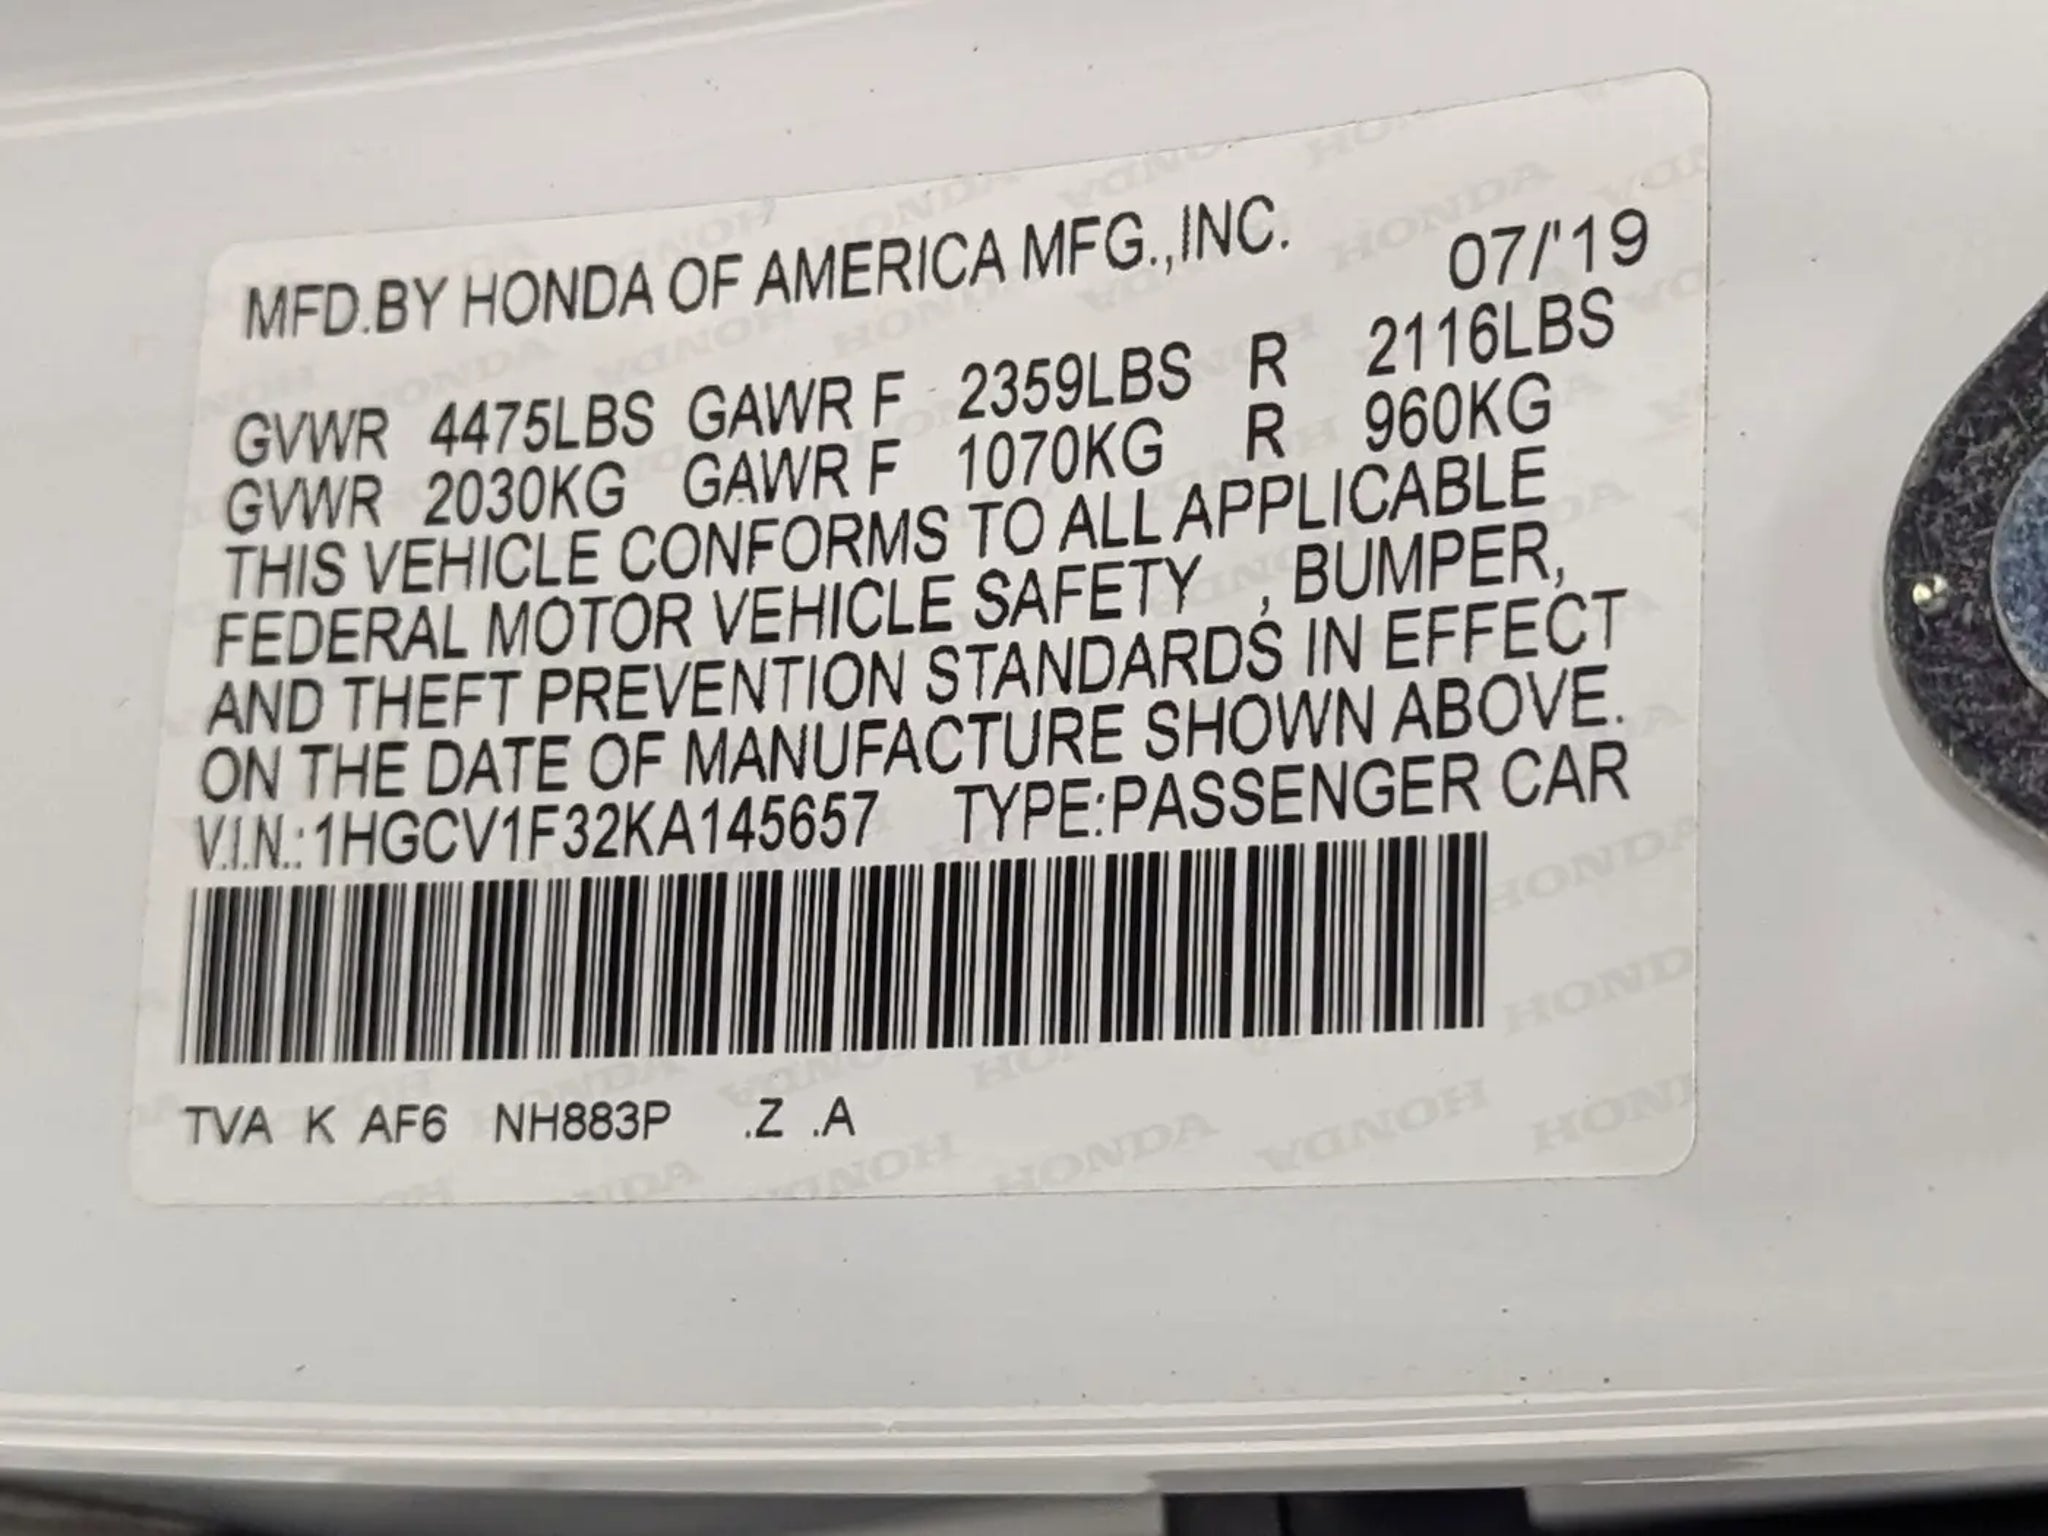 MFD.BY HONDA OF AMERICA MFG.,INC. 07/'19
GVWR 4475LBS GAWR F 2359LBS R 2116LBS
GVWR 2030KG GAWR F 1070KG R 960KG
THIS VEHICLE CONFORMS TO ALL APPLICABLE
FEDERAL MOTOR VEHICLE SAFETY , BUMPER,
AND THEFT PREVENTION STANDARDS IN EFFECT
ON THE DATE OF MANUFACTURE SHOWN ABOVE.
V.I.N.:1HGCV1F32KA145657 TYPE:PASSENGER CAR
TVA K AF6 NH883P .Z .A